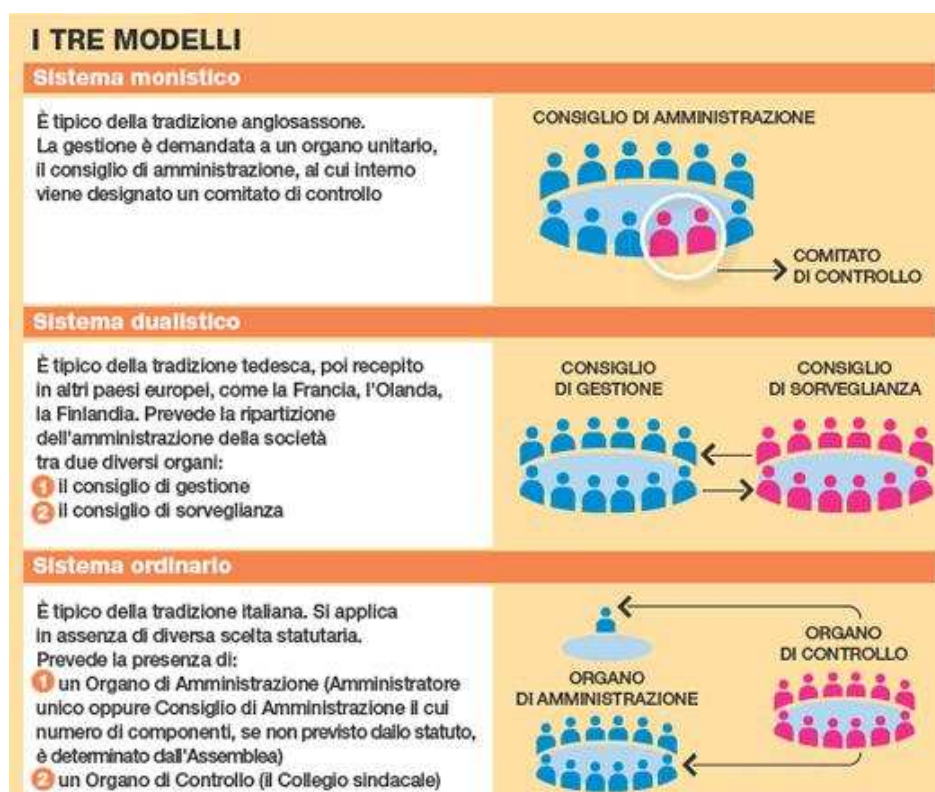 I TRE MODELLI
Sistema monistico
È tipico della tradizione anglosassone.
La gestione è demandata a un organo unitario,
il consiglio di amministrazione, al cui interno
viene designato un comitato di controllo
CONSIGLIO DI AMMINISTRAZIONE
COMITATO
DI CONTROLLO
Sistema dualistico
È tipico della tradizione tedesca, poi recepito
in altri paesi europei, come la Francia, l'Olanda,
la Finlandia. Prevede la ripartizione
dell'amministrazione della società
tra due diversi organi:
1 il consiglio di gestione
2 il consiglio di sorveglianza
CONSIGLIO
DI GESTIONE
CONSIGLIO
DI SORVEGLIANZA
Sistema ordinario
È tipico della tradizione italiana. Si applica
in assenza di diversa scelta statutaria.
Prevede la presenza di:
1 un Organo di Amministrazione (Amministratore
unico oppure Consiglio di Amministrazione il cui
numero di componenti, se non previsto dallo statuto,
è determinato dall'Assemblea)
2 un Organo di Controllo (il Collegio sindacale)
ORGANO
DI AMMINISTRAZIONE
ORGANO
DI CONTROLLO